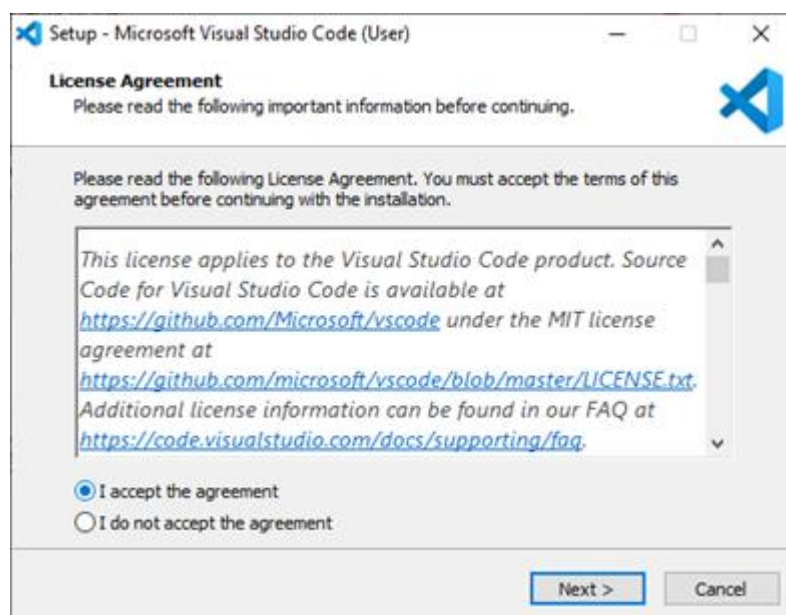 Setup - Microsoft Visual Studio Code (User)
License Agreement
Please read the following important information before continuing.
Please read the following License Agreement. You must accept the terms of this
agreement before continuing with the installation.
This license applies to the Visual Studio Code product. Source
Code for Visual Studio Code is available at
https://github.com/Microsoft/vscode under the MIT license
agreement at
https://github.com/microsoft/vscode/blob/master/LICENSE.txt.
Additional license information can be found in our FAQ at
https://code.visualstudio.com/docs/supporting/faq.
I accept the agreement
I do not accept the agreement
Next > Cancel